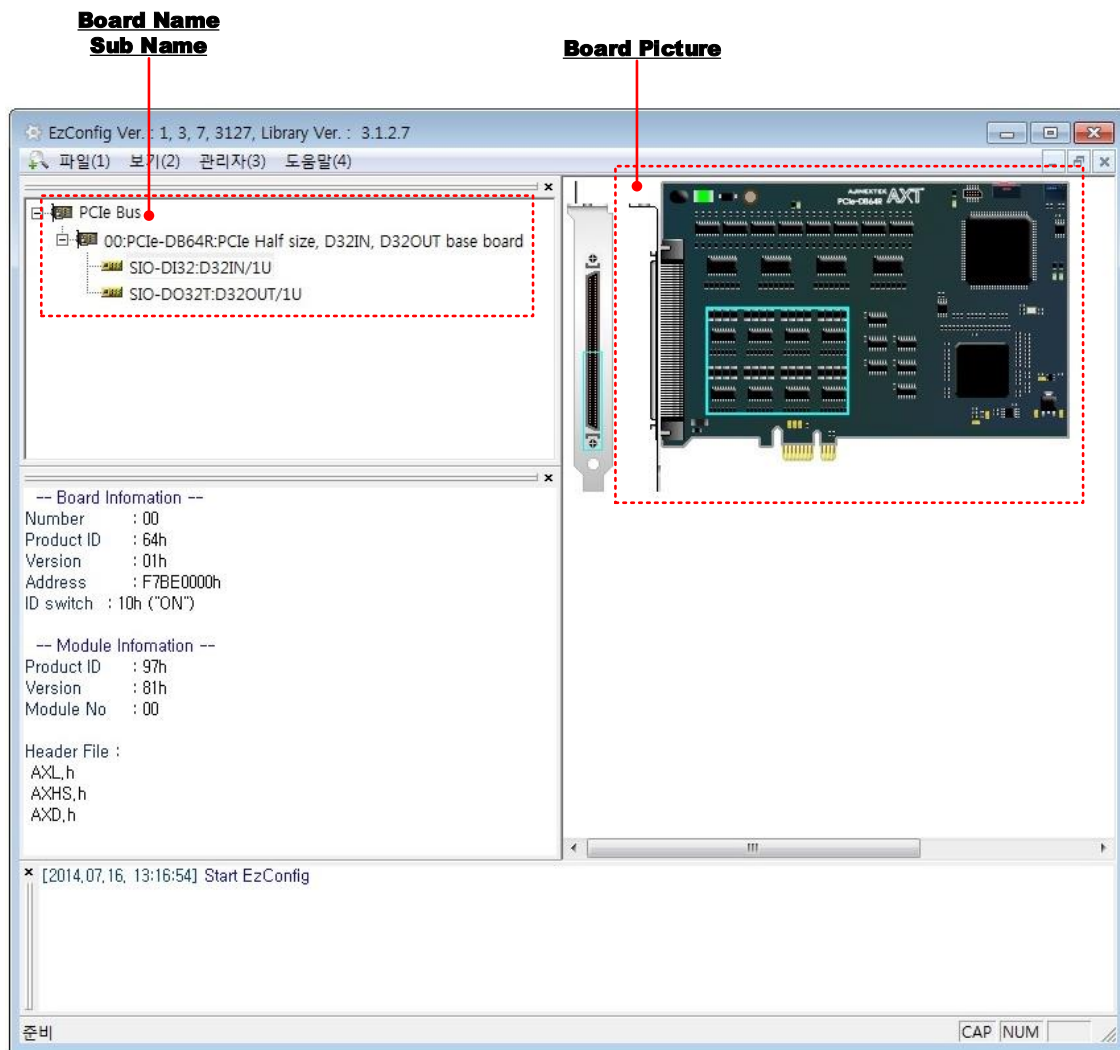 Board Name
Sub Name
Board Picture
EzConfig Ver. : 1, 3, 7, 3127, Library Ver. : 3.1.2.7
파일(1) 보기(2) 관리자(3) 도움말(4)
PCIe Bus
00:PCIe-DB64R:PCIe Half size, D32IN, D32OUT base board
SIO-DI32:D32IN/1U
SIO-DO32T:D32OUT/1U
AJINEXTEK AXT
PCIe-DB64R
-- Board Infomation --
Number : 00
Product ID : 64h
Version : 01h
Address : F7BE0000h
ID switch : 10h ("ON")
-- Module Infomation --
Product ID : 97h
Version : 81h
Module No : 00
Header File :
AXL.h
AXHS.h
AXD.h
[2014.07.16. 13:16:54] Start EzConfig
준비
CAP NUM